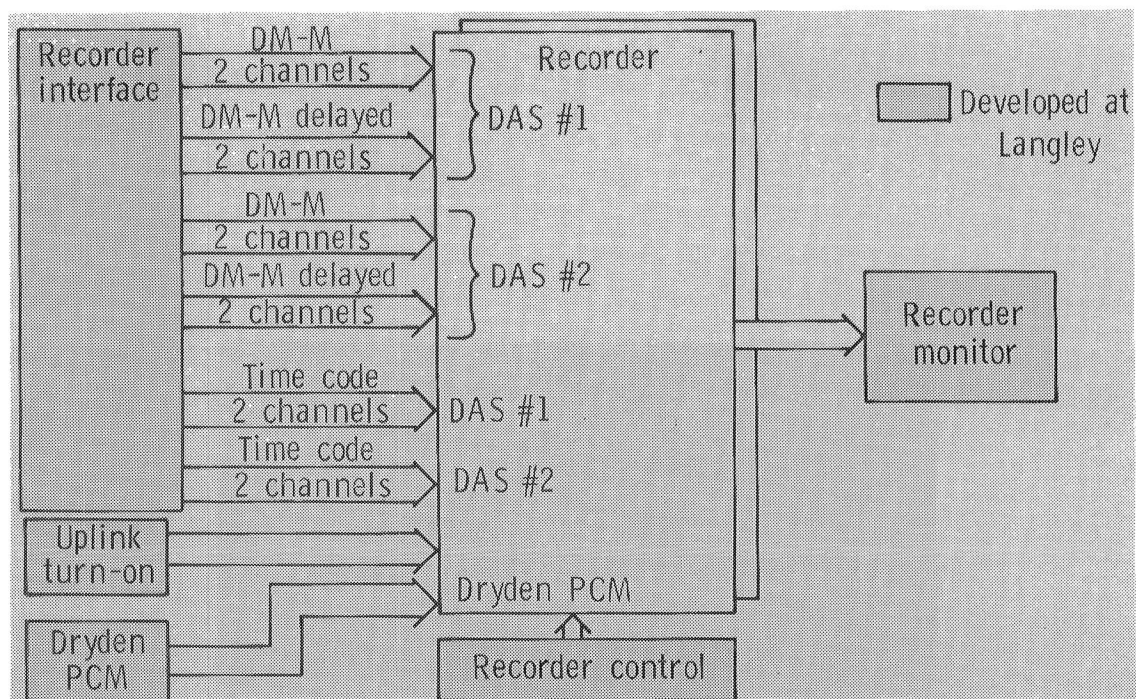 Recorder
interface
DM-M
2 channels
DM-M delayed
2 channels
DM-M
2 channels
DM-M delayed
2 channels
Time code
2 channels
Time code
2 channels
Uplink
turn-on
Dryden
PCM
Recorder
DAS #1
DAS #2
DAS #1
DAS #2
Dryden PCM
Recorder control
Recorder
monitor
Developed at
Langley